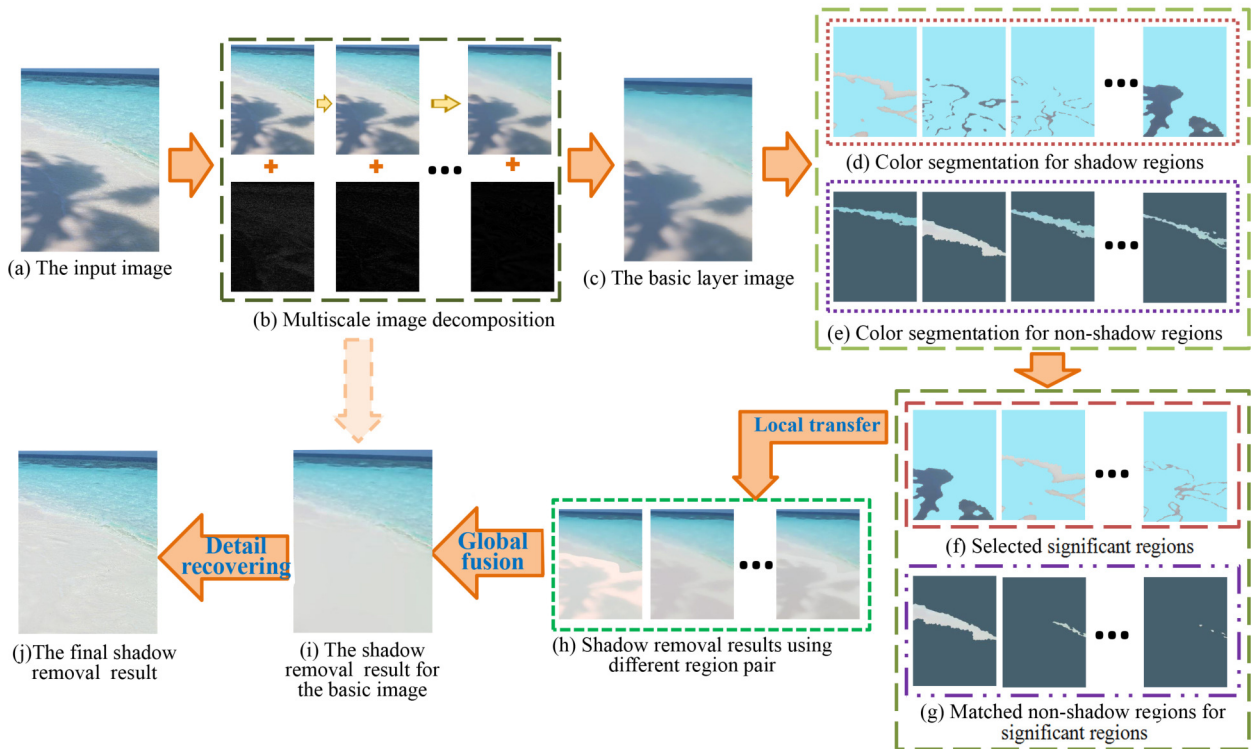 (a) The input image
(b) Multiscale image decomposition
(c) The basic layer image
(d) Color segmentation for shadow regions
(e) Color segmentation for non-shadow regions
(f) Selected significant regions
(g) Matched non-shadow regions for
significant regions
Local transfer
(h) Shadow removal results using
different region pair
Global
fusion
(i) The shadow
removal result for
the basic image
Detail
recovering
(j)The final shadow
removal result